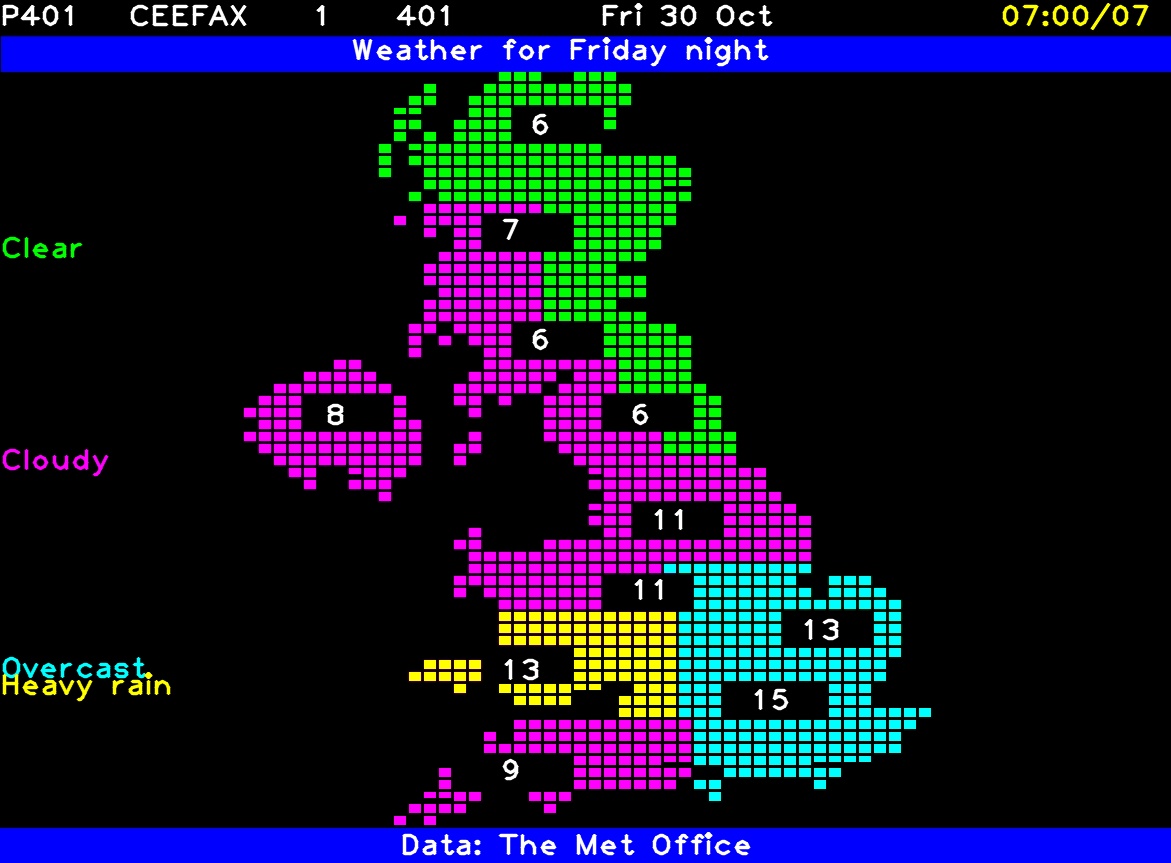 P401 CEEFAX 1 401 Fri 30 Oct 07:00/07
Weather for Friday night
6
7
Clear
6
8 6
Cloudy
11
11
13
Overcast
13
Heavy rain
15
9
Data: The Met Office